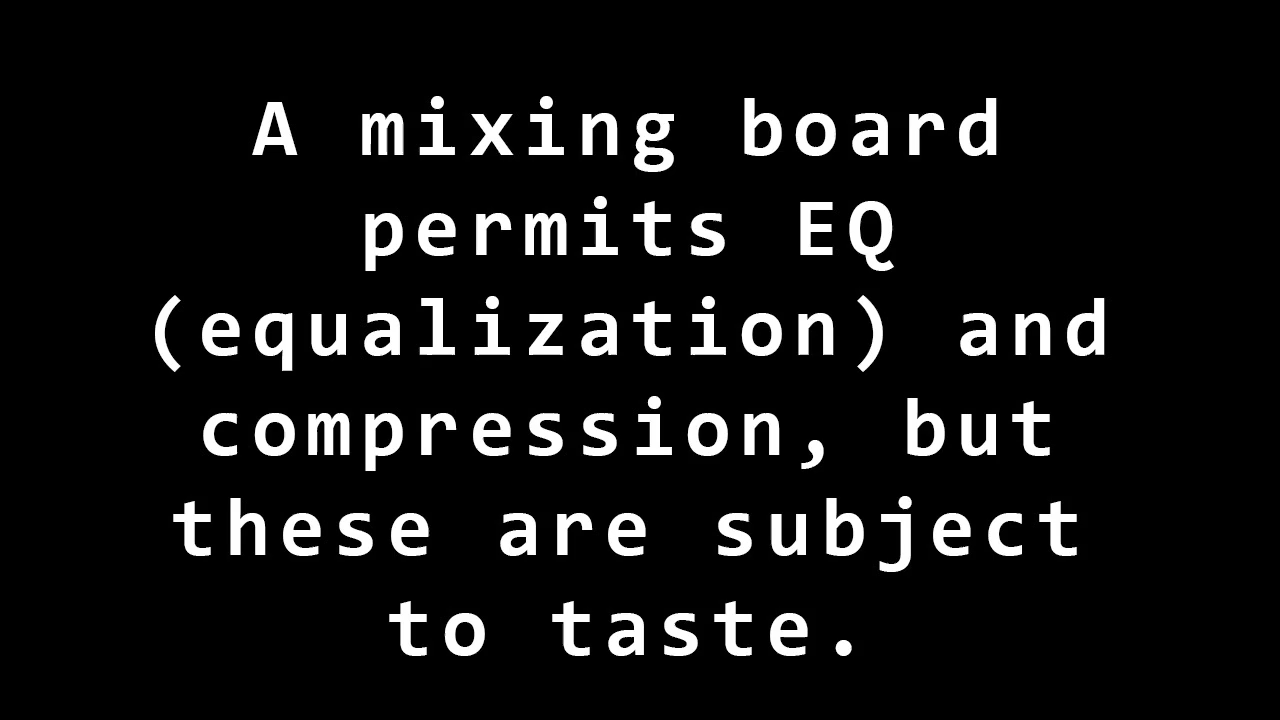 A mixing board
permits EQ
(equalization) and
compression, but
these are subject
to taste.